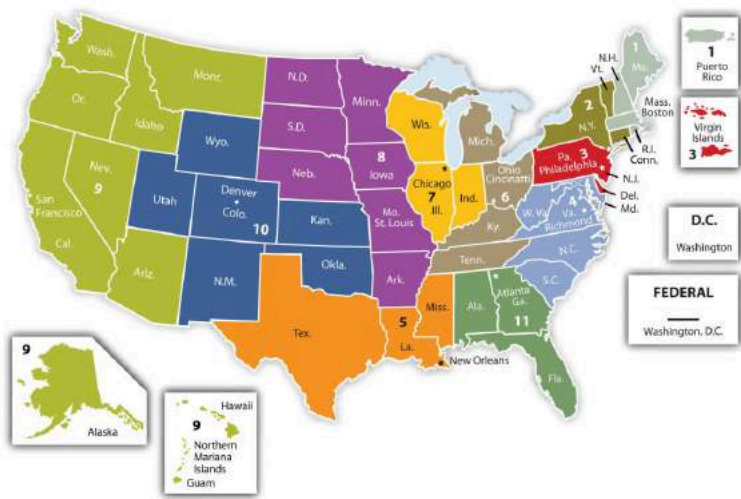 Wash.
Mont.
N.D.
Minn.
Or.
Idaho
S.D.
Wis.
Mich.
Wyo.
Neb.
8
Iowa
Nev.
9
Utah
Denver
Colo.
10
Kan.
Mo.
St. Louis
Chicago
7
Ill.
Ind.
Ohio
Cincinatti
6
Ky.
W. Va.
4
Va.
Richmond
San
Francisco
Cal.
Ariz.
N.M.
Okla.
Ark.
Tenn.
N.C.
S.C.
Tex.
5
La.
Miss.
Ala.
Atlanta
Ga.
11
Fla.
New Orleans
1
N.H.
Vt.
2
N.Y.
Mass.
Boston
R.I.
Conn.
Pa.
3
Philadelphia
N.J.
Del.
Md.
1
Puerto
Rico
Virgin
Islands
3
D.C.
Washington
FEDERAL
Washington, D.C.
9
Alaska
Hawaii
9
Northern
Mariana
Islands
Guam